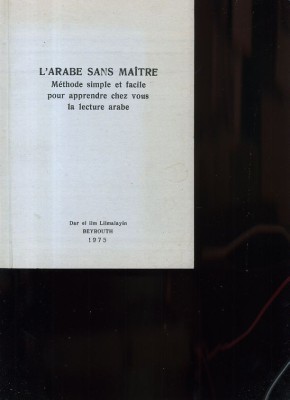 L'ARABE SANS MAÎTRE
Méthode simple et facile
pour apprendre chez vous
la lecture arabe
Dar el ilm Lilmalayin
BEYROUTH
1975